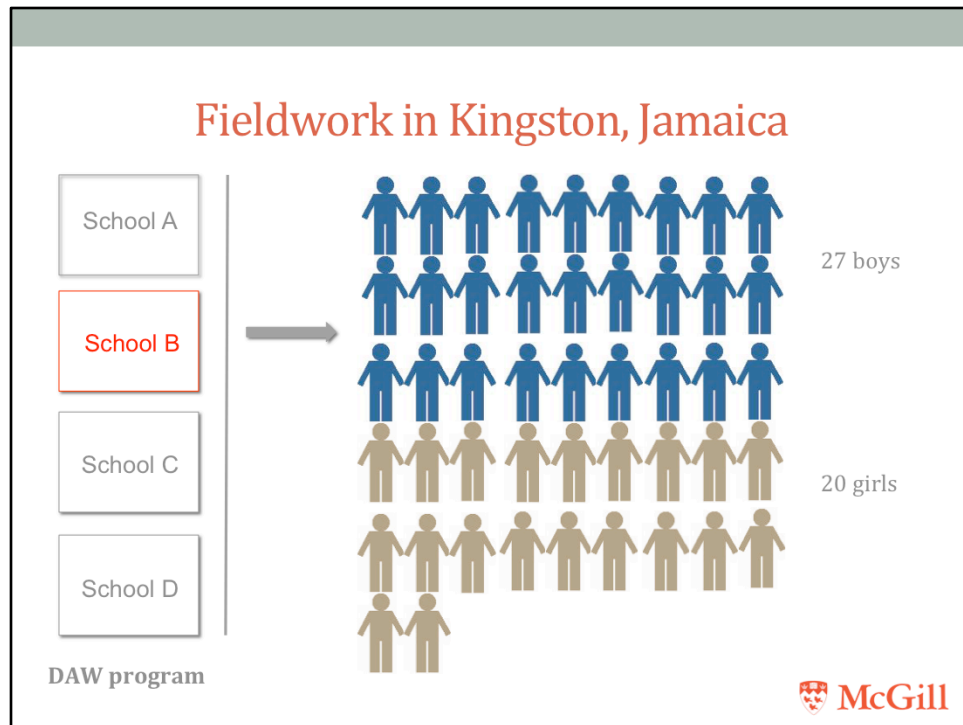 Fieldwork in Kingston, Jamaica
School A
27 boys
School B
School C
20 girls
School D
DAW program
McGill